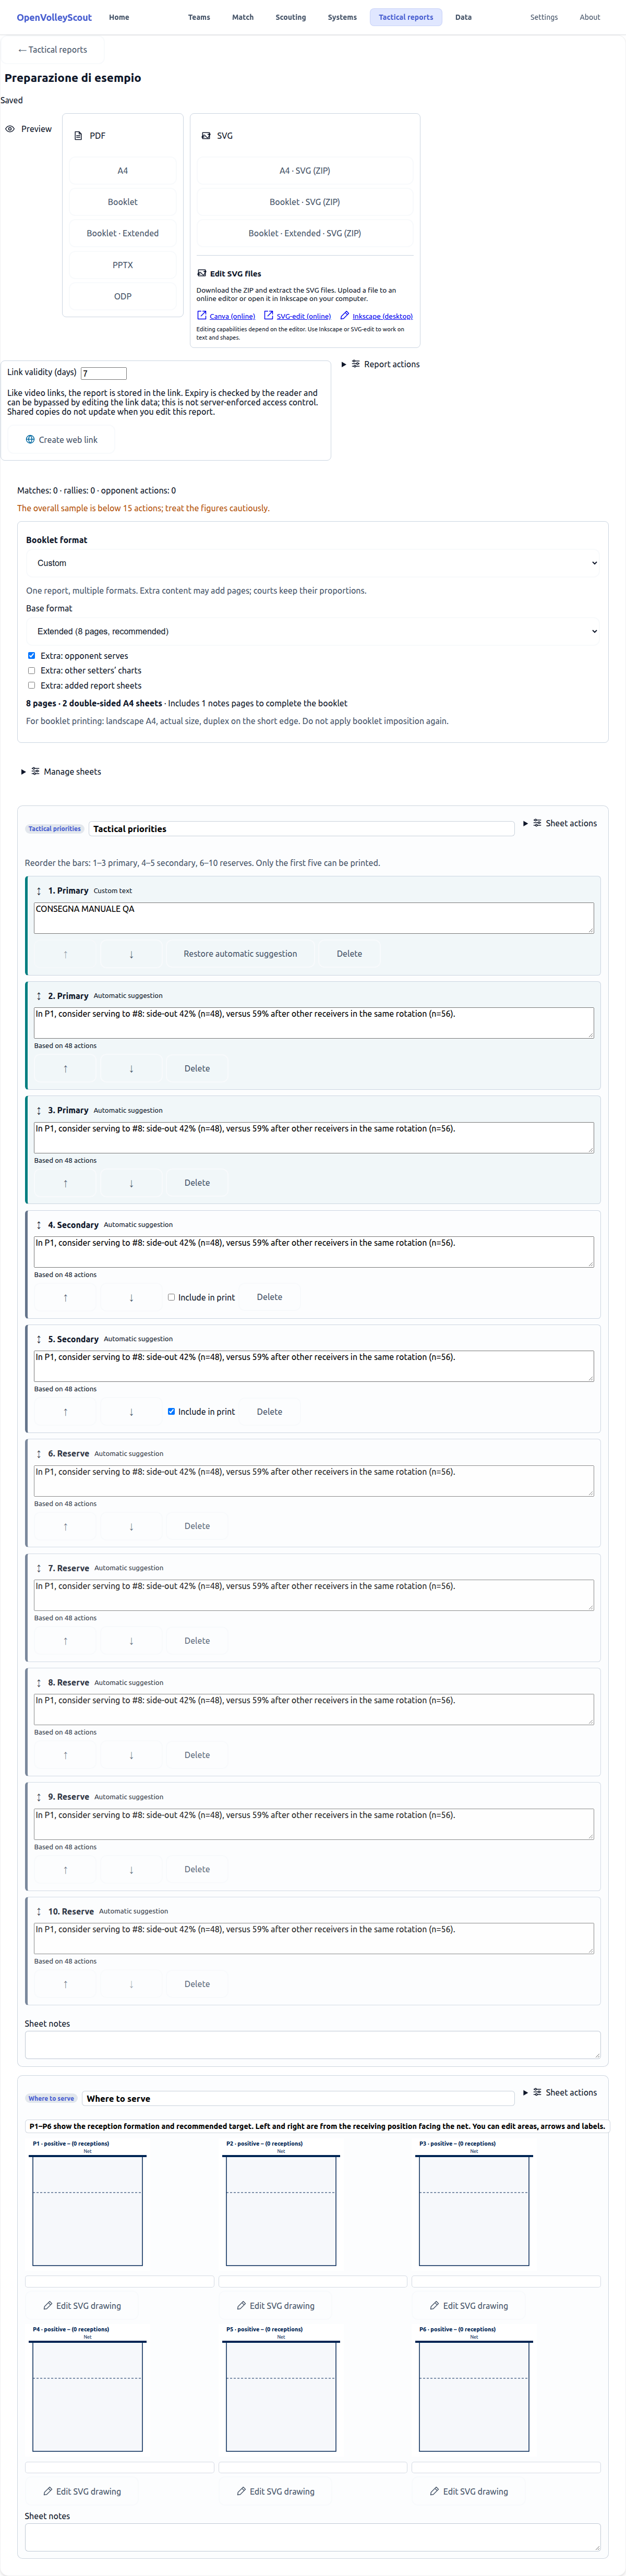 OpenVolleyScout Home Teams Match Scouting Systems Tactical reports Data Settings About
← Tactical reports
Preparazione di esempio
Saved
Preview
PDF
A4
Booklet
Booklet · Extended
PPTX
ODP
SVG
A4 · SVG (ZIP)
Booklet · SVG (ZIP)
Booklet · Extended · SVG (ZIP)
Edit SVG files
Download the ZIP and extract the SVG files. Upload a file to an
online editor or open it in Inkscape on your computer.
Canva (online) SVG-edit (online) Inkscape (desktop)
Editing capabilities depend on the editor. Use Inkscape or SVG-edit to work on
text and shapes.
Link validity (days) 7
Like video links, the report is stored in the link. Expiry is checked by the reader and
can be bypassed by editing the link data; this is not server-enforced access control.
Shared copies do not update when you edit this report.
Create web link
Report actions
Matches: 0 · rallies: 0 · opponent actions: 0
The overall sample is below 15 actions; treat the figures cautiously.
Booklet format
Custom
One report, multiple formats. Extra content may add pages; courts keep their proportions.
Base format
Extended (8 pages, recommended)
Extra: opponent serves
Extra: other setters' charts
Extra: added report sheets
8 pages · 2 double-sided A4 sheets · Includes 1 notes pages to complete the booklet
For booklet printing: landscape A4, actual size, duplex on the short edge. Do not apply booklet imposition again.
Manage sheets
Tactical priorities Tactical priorities Sheet actions
Reorder the bars: 1–3 primary, 4–5 secondary, 6–10 reserves. Only the first five can be printed.
↕ 1. Primary Custom text
CONSEGNA MANUALE QA
↑ ↓ Restore automatic suggestion Delete
↕ 2. Primary Automatic suggestion
In P1, consider serving to #8: side-out 42% (n=48), versus 59% after other receivers in the same rotation (n=56).
Based on 48 actions
↑ ↓ Delete
↕ 3. Primary Automatic suggestion
In P1, consider serving to #8: side-out 42% (n=48), versus 59% after other receivers in the same rotation (n=56).
Based on 48 actions
↑ ↓ Delete
↕ 4. Secondary Automatic suggestion
In P1, consider serving to #8: side-out 42% (n=48), versus 59% after other receivers in the same rotation (n=56).
Based on 48 actions
↑ ↓ Include in print Delete
↕ 5. Secondary Automatic suggestion
In P1, consider serving to #8: side-out 42% (n=48), versus 59% after other receivers in the same rotation (n=56).
Based on 48 actions
↑ ↓ Include in print Delete
↕ 6. Reserve Automatic suggestion
In P1, consider serving to #8: side-out 42% (n=48), versus 59% after other receivers in the same rotation (n=56).
Based on 48 actions
↑ ↓ Delete
↕ 7. Reserve Automatic suggestion
In P1, consider serving to #8: side-out 42% (n=48), versus 59% after other receivers in the same rotation (n=56).
Based on 48 actions
↑ ↓ Delete
↕ 8. Reserve Automatic suggestion
In P1, consider serving to #8: side-out 42% (n=48), versus 59% after other receivers in the same rotation (n=56).
Based on 48 actions
↑ ↓ Delete
↕ 9. Reserve Automatic suggestion
In P1, consider serving to #8: side-out 42% (n=48), versus 59% after other receivers in the same rotation (n=56).
Based on 48 actions
↑ ↓ Delete
↕ 10. Reserve Automatic suggestion
In P1, consider serving to #8: side-out 42% (n=48), versus 59% after other receivers in the same rotation (n=56).
Based on 48 actions
↑ ↓ Delete
Sheet notes
Where to serve Where to serve Sheet actions
P1–P6 show the reception formation and recommended target. Left and right are from the receiving position facing the net. You can edit areas, arrows and labels.
P1 · positive – (0 receptions) P2 · positive – (0 receptions) P3 · positive – (0 receptions)
Net Net Net
Edit SVG drawing Edit SVG drawing Edit SVG drawing
P4 · positive – (0 receptions) P5 · positive – (0 receptions) P6 · positive – (0 receptions)
Net Net Net
Edit SVG drawing Edit SVG drawing Edit SVG drawing
Sheet notes